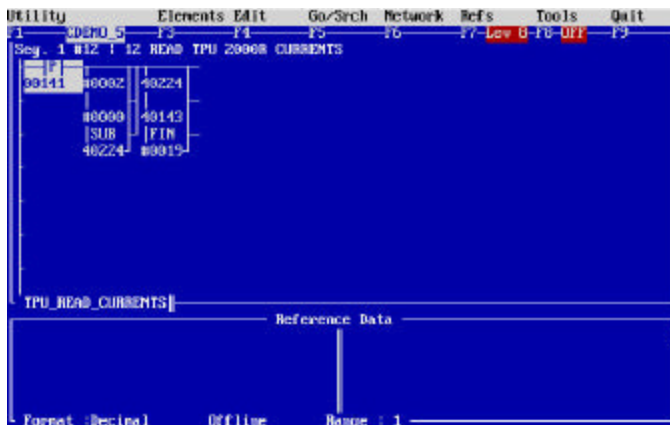 Utility Elements Edit Go/Srch Network Refs Tools Quit
F1 CDEMO_5 F3 F4 F5 F6 F7-Lev 8-F8-OFF F9
Seg. 1 #12 : 12 READ TPU 2000R CURRENTS
P
00141 #0002 40224
#0000 40143
SUB FIN
40224 #0019
TPU_READ_CURRENTS
Reference Data
Format :Decimal Offline Range : 1